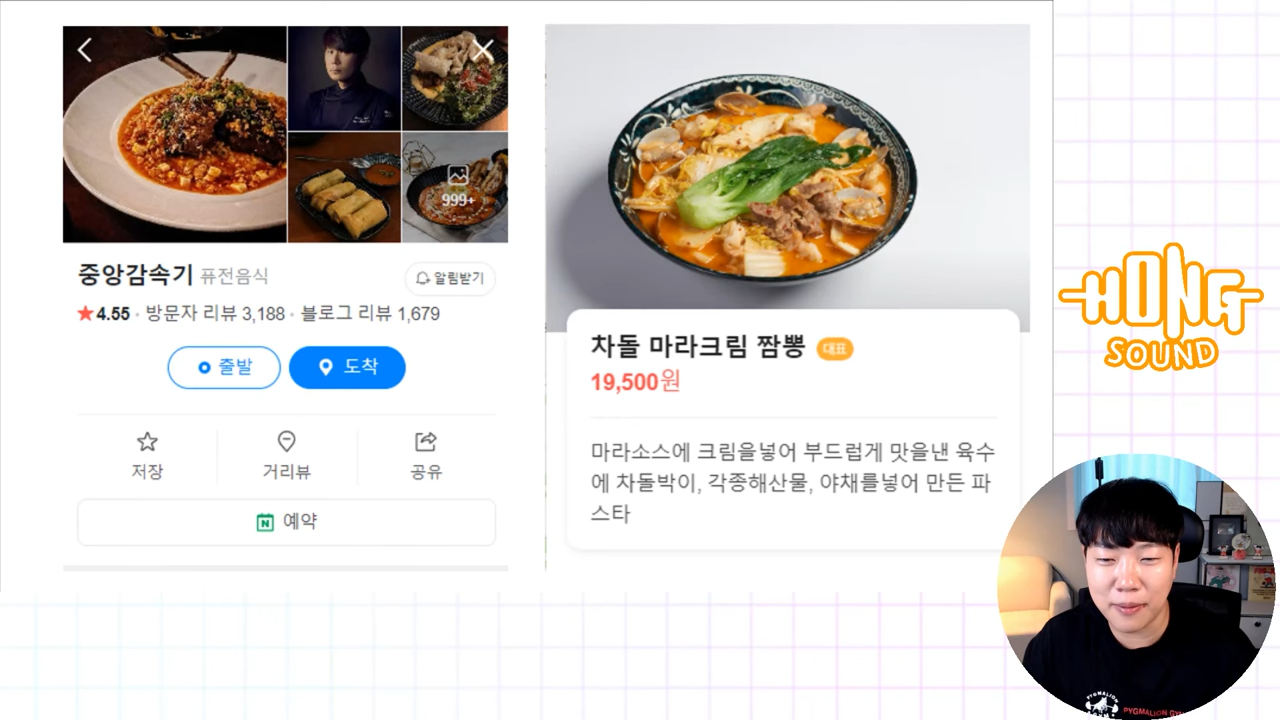 999+
중앙감속기 퓨전음식
알림받기
★4.55 · 방문자 리뷰 3,188 · 블로그 리뷰 1,679
출발
도착
저장
거리뷰
공유
N 예약
차돌 마라크림 짬뽕 대표
19,500원
마라소스에 크림을넣어 부드럽게 맛을낸 육수
에 차돌박이, 각종해산물, 야채를넣어 만든 파
스타
HONG
SOUND
PYGMALION
PYGMALION GY